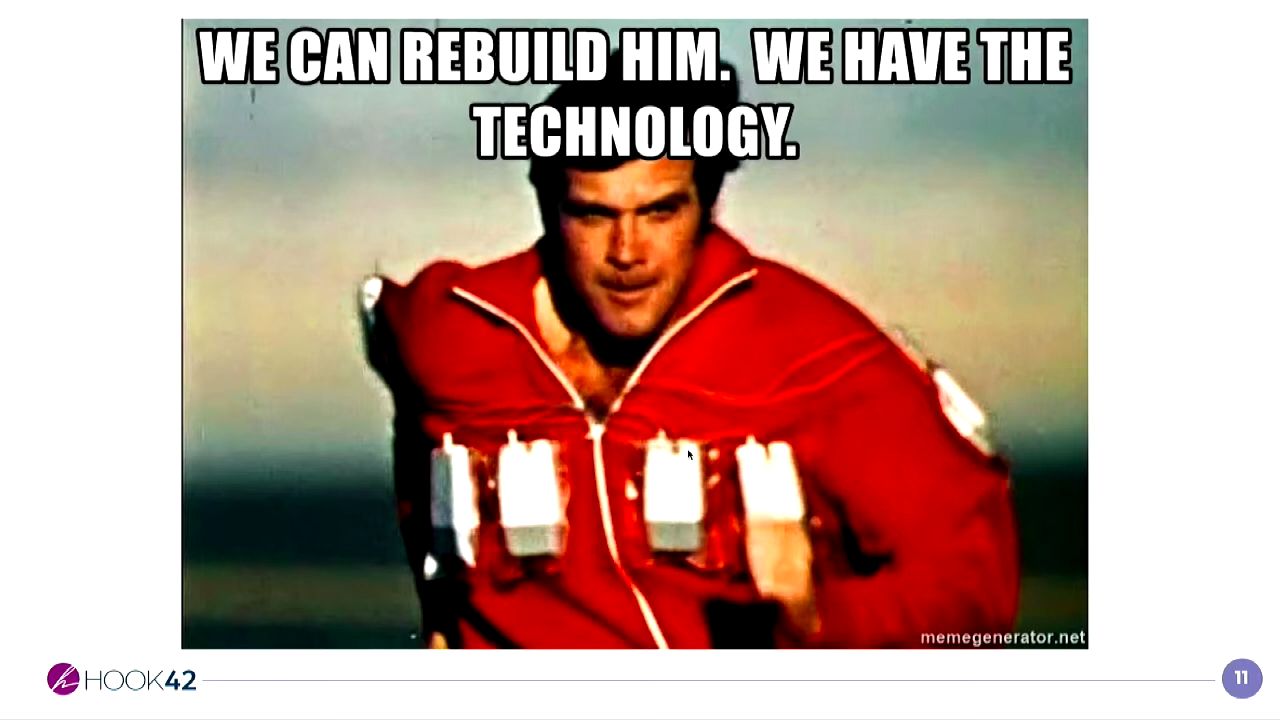 WE CAN REBUILD HIM. WE HAVE THE
TECHNOLOGY.
memegenerator.net
HOOK42
11